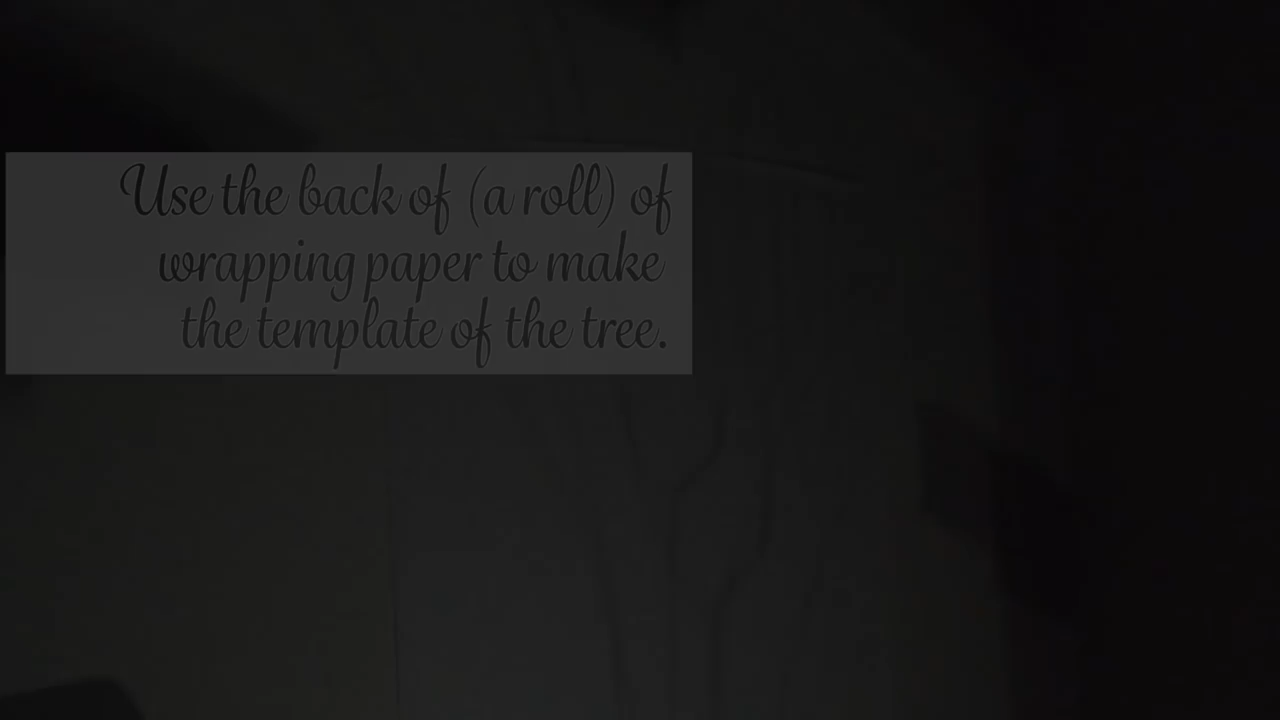 Use the back of (a roll) of
wrapping paper to make
the template of the tree.